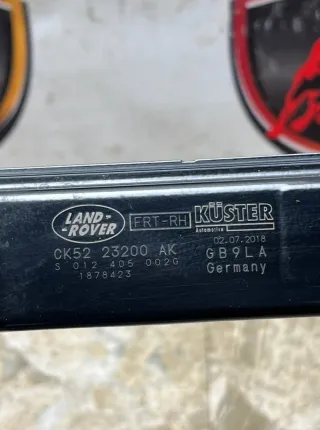 LAND-
ROVER
FRT-RH
KÜSTER
Automotive
02.07.2018
CK52 23200 AK
GB9LA
S 012 405 002G
Germany
1878423